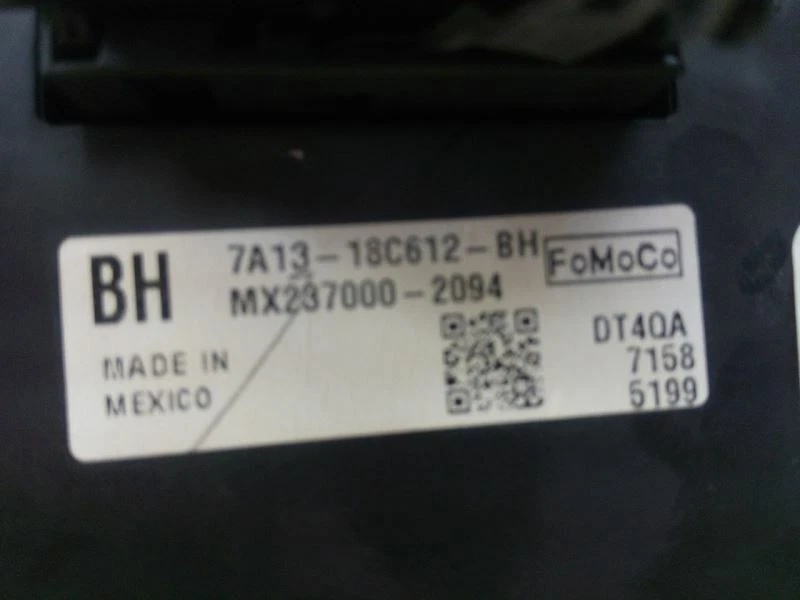 BH
7A13-18C612-BH
FoMoCo
MX237000-2094
MADE IN
MEXICO
DT4QA
7158
5199